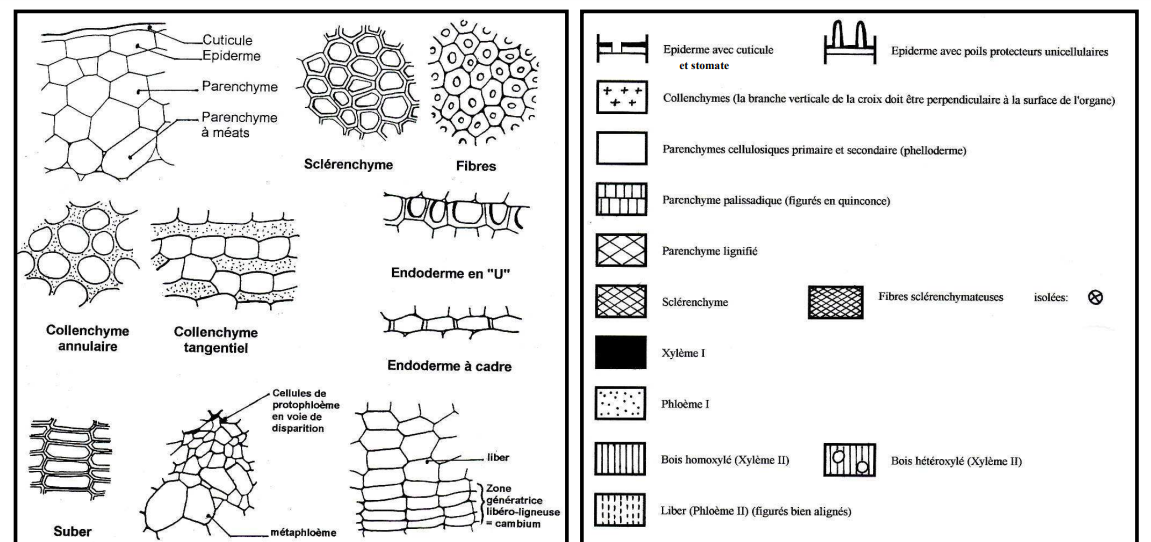 Cuticule
Epiderme
Parenchyme
Parenchyme
à méats
Sclérenchyme
Fibres
Collenchyme
annulaire
Collenchyme
tangentiel
Endoderme en "U"
Endoderme à cadre
Suber
Cellules de
protophloème
en voie de
disparition
métaphloème
liber
Zone
génératrice
libéro-ligneuse
= cambium
Epiderme avec cuticule
et stomate
Epiderme avec poils protecteurs unicellulaires
Collenchymes (la branche verticale de la croix doit être perpendiculaire à la surface de l'organe)
Parenchymes cellulosiques primaire et secondaire (phelloderme)
Parenchyme palissadique (figurés en quinconce)
Parenchyme lignifié
Sclérenchyme
Fibres sclérenchymateuses isolées:
Xylème I
Phloème I
Bois homoxylé (Xylème II)
Bois hétéroxylé (Xylème II)
Liber (Phloème II) (figurés bien alignés)